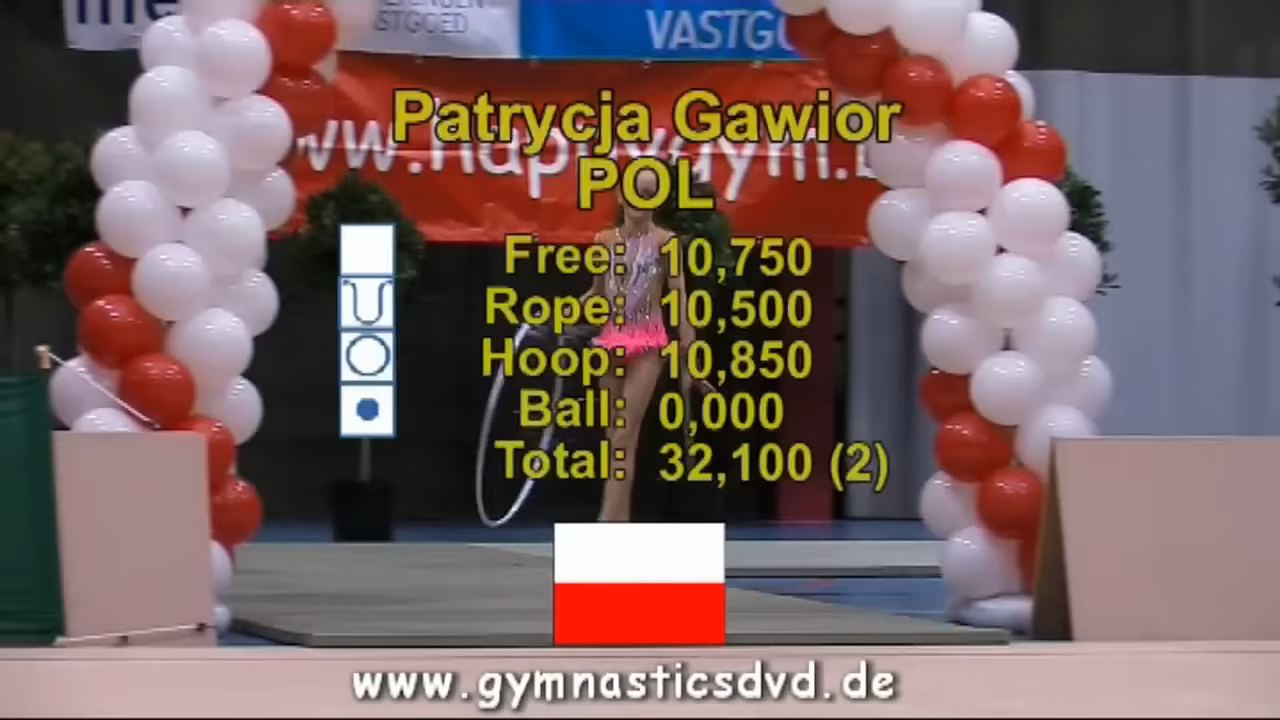 STGOED
VASTGO
Patrycja Gawior
POL
Free: 10,750
Rope: 10,500
Hoop: 10,850
Ball: 0,000
Total: 32,100 (2)
www.gymnasticsdvd.de